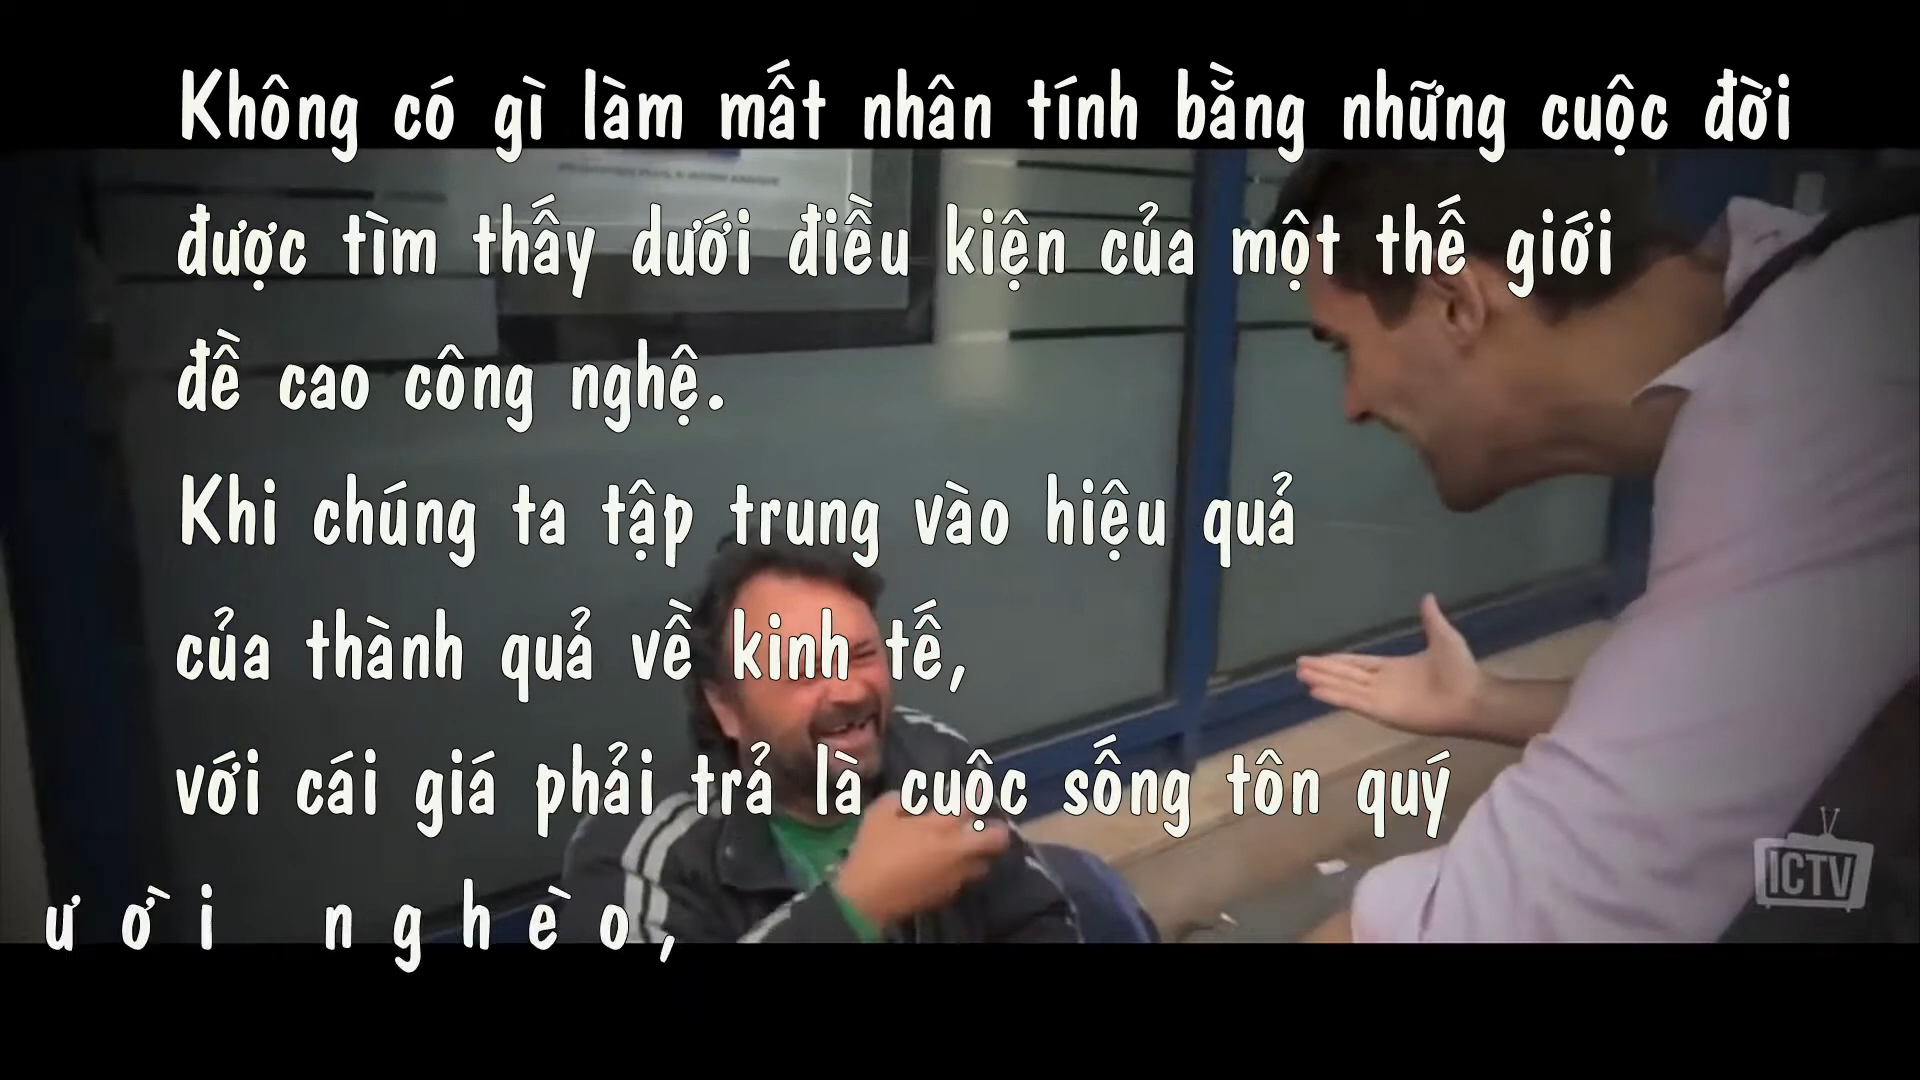 Không có gì làm mất nhân tính bằng những cuộc đời
được tìm thấy dưới điều kiện của một thế giới
đề cao công nghệ.
Khi chúng ta tập trung vào hiệu quả
của thành quả về kinh tế,
với cái giá phải trả là cuộc sống tôn quý
ười nghèo,
ICTV